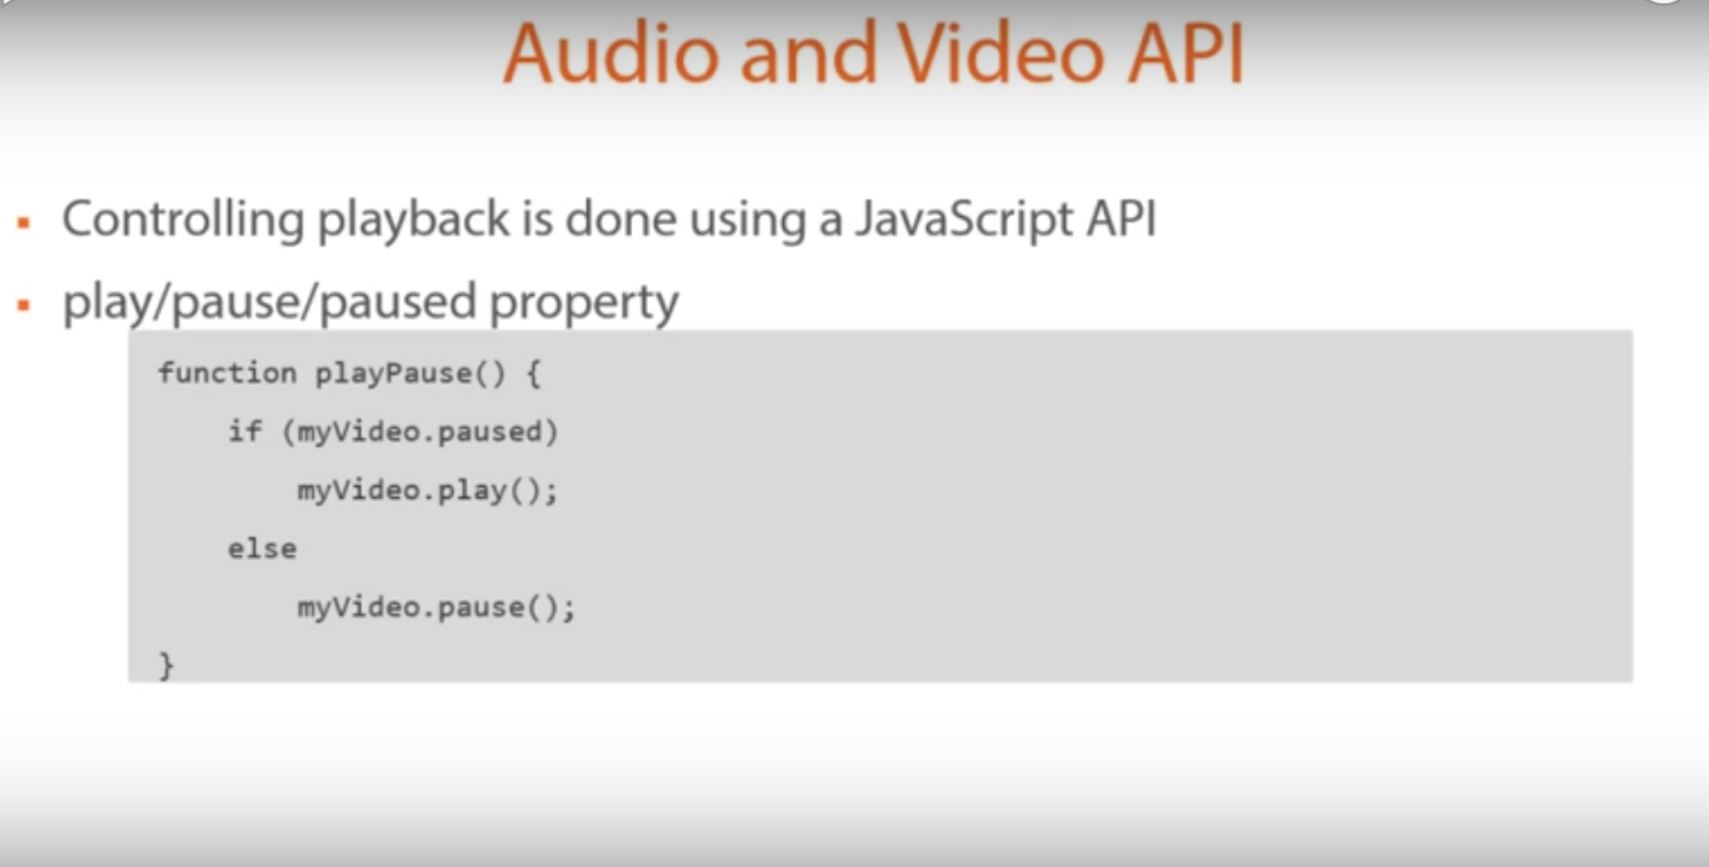 Audio and Video API
Controlling playback is done using a JavaScript API
play/pause/paused property
function playPause() {
if (myVideo.paused)
myVideo.play();
else
myVideo.pause();
}